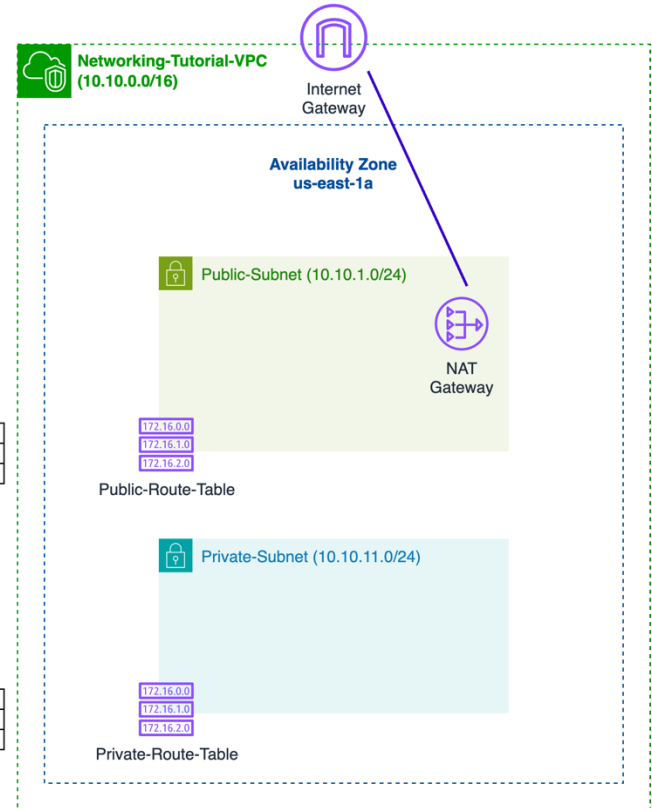 Networking-Tutorial-VPC
(10.10.0.0/16)
Internet
Gateway
Availability Zone
us-east-1a
Public-Subnet (10.10.1.0/24)
NAT
Gateway
172.16.0.0
172.16.1.0
172.16.2.0
Public-Route-Table
Private-Subnet (10.10.11.0/24)
172.16.0.0
172.16.1.0
172.16.2.0
Private-Route-Table